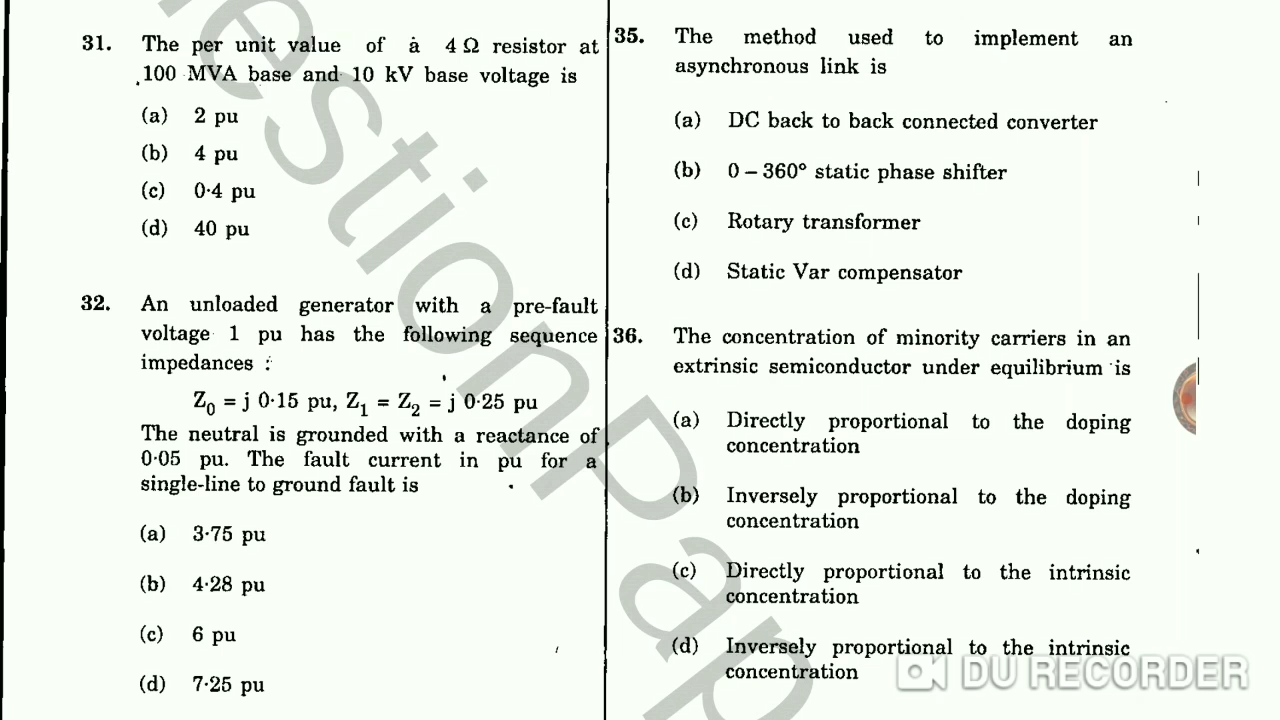 31. The per unit value of a 4 Ω resistor at
100 MVA base and 10 kV base voltage is
(a) 2 pu
(b) 4 pu
(c) 0·4 pu
(d) 40 pu
32. An unloaded generator with a pre-fault
voltage 1 pu has the following sequence
impedances :
Z₀ = j 0·15 pu, Z₁ = Z₂ = j 0·25 pu
The neutral is grounded with a reactance of
0·05 pu. The fault current in pu for a
single-line to ground fault is
(a) 3·75 pu
(b) 4·28 pu
(c) 6 pu
(d) 7·25 pu
35. The method used to implement an
asynchronous link is
(a) DC back to back connected converter
(b) 0 – 360° static phase shifter
(c) Rotary transformer
(d) Static Var compensator
36. The concentration of minority carriers in an
extrinsic semiconductor under equilibrium is
(a) Directly proportional to the doping
concentration
(b) Inversely proportional to the doping
concentration
(c) Directly proportional to the intrinsic
concentration
(d) Inversely proportional to the intrinsic
concentration
estionPap
DU RECORDER